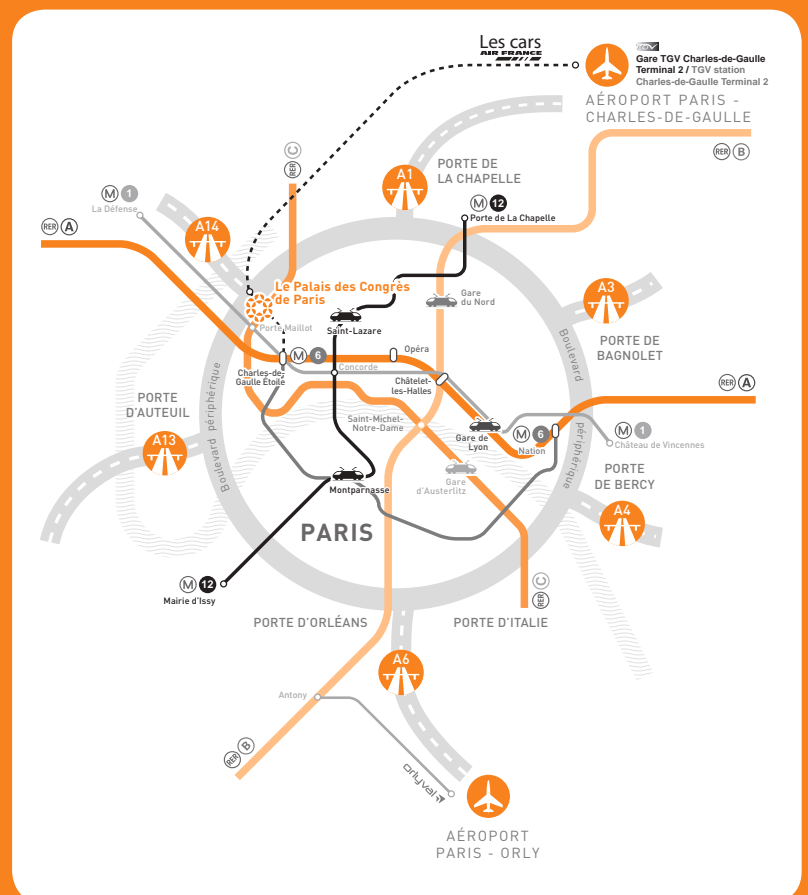 Les cars
AIR FRANCE
TGV
Gare TGV Charles-de-Gaulle
Terminal 2 / TGV station
Charles-de-Gaulle Terminal 2
AÉROPORT PARIS -
CHARLES-DE-GAULLE
RER B
RER C
PORTE DE
LA CHAPELLE
A1
M 12
Porte de La Chapelle
M 1
La Défense
RER A
A14
Le Palais des Congrès
de Paris
Gare
du Nord
A3
PORTE DE
BAGNOLET
Porte Maillot
Saint-Lazare
Boulevard
périphérique
Opéra
M 6
Charles-de-
Gaulle Étoile
Concorde
Châtelet-
les-Halles
RER A
PORTE
D'AUTEUIL
Boulevard périphérique
A13
Saint-Michel-
Notre-Dame
Gare de
Lyon
M 6
Nation
M 1
Château de Vincennes
PORTE
DE BERCY
A4
Gare
d'Austerlitz
Montparnasse
PARIS
M 12
Mairie d'Issy
RER C
PORTE D'ORLÉANS
PORTE D'ITALIE
A6
Antony
RER B
orlyval
AÉROPORT
PARIS - ORLY